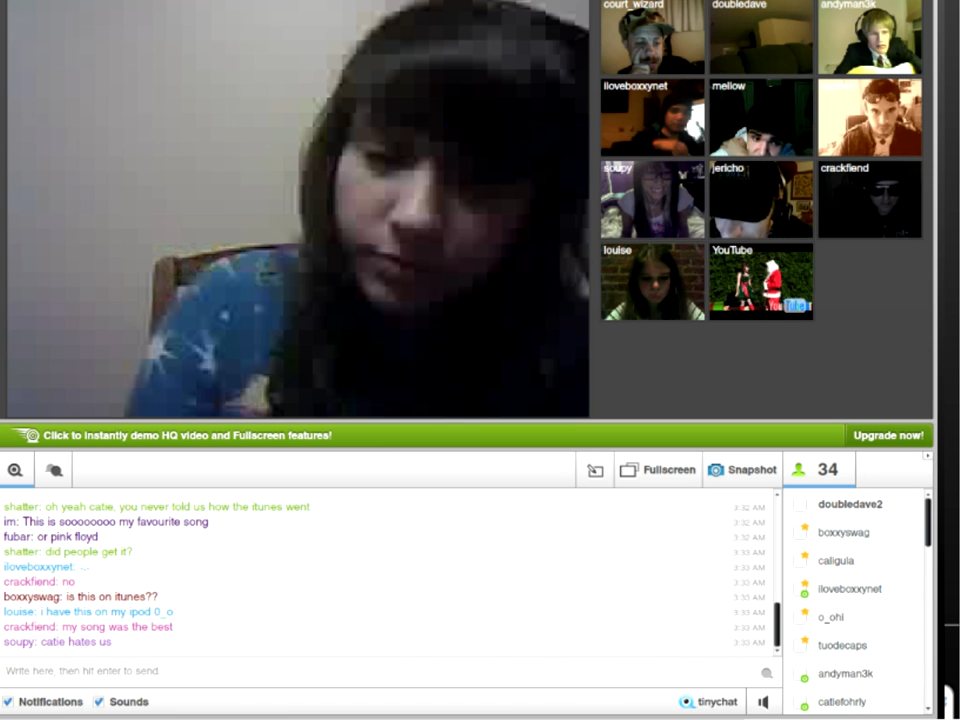 court_wizard
doubledave
andyman3k
iloveboxxynet
mellow
soupy
jericho
crackfiend
louise
YouTube
Click to instantly demo HQ video and Fullscreen features!
Upgrade now!
Fullscreen
Snapshot
34
shatter: oh yeah catie, you never told us how the itunes went 3:32 AM
im: This is soooooooo my favourite song 3:32 AM
fubar: or pink floyd 3:32 AM
shatter: did people get it? 3:33 AM
iloveboxxynet: -.- 3:33 AM
crackfiend: no 3:33 AM
boxxyswag: is this on itunes?? 3:33 AM
louise: i have this on my ipod 0_o 3:33 AM
crackfiend: my song was the best 3:33 AM
soupy: catie hates us 3:33 AM
Write here, then hit enter to send
Notifications
Sounds
tinychat
doubledave2
boxxyswag
caligula
iloveboxxynet
o_ohi
tuodecaps
andyman3k
catiefohrly